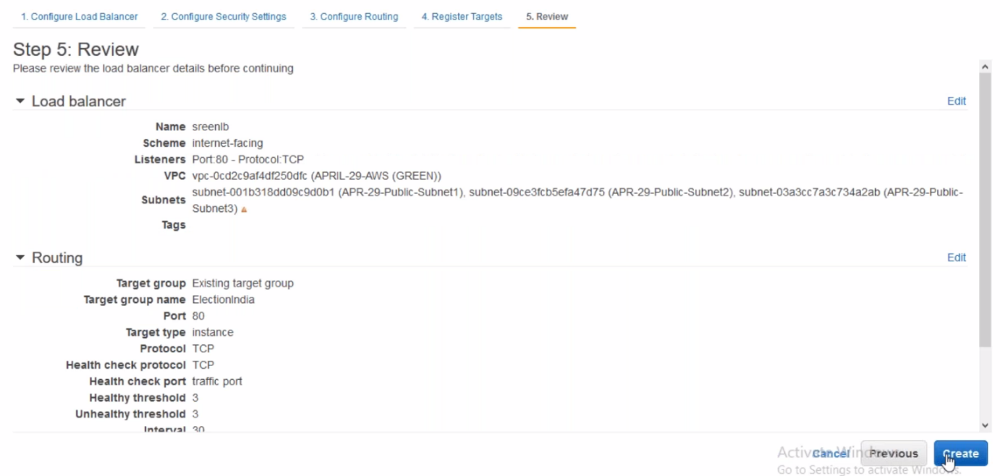 1. Configure Load Balancer 2. Configure Security Settings 3. Configure Routing 4. Register Targets 5. Review
Step 5: Review
Please review the load balancer details before continuing
Load balancer Edit
Name sreenlb
Scheme internet-facing
Listeners Port:80 - Protocol:TCP
VPC vpc-0cd2c9af4df250dfc (APRIL-29-AWS (GREEN))
Subnets subnet-001b318dd09c9d0b1 (APR-29-Public-Subnet1), subnet-09ce3fcb5efa47d75 (APR-29-Public-Subnet2), subnet-03a3cc7a3c734a2ab (APR-29-Public-
Subnet3)
Tags
Routing Edit
Target group Existing target group
Target group name ElectionIndia
Port 80
Target type instance
Protocol TCP
Health check protocol TCP
Health check port traffic port
Healthy threshold 3
Unhealthy threshold 3
Interval 30
Activate Windows
Cancel Previous Create
Go to Settings to activate Windows.